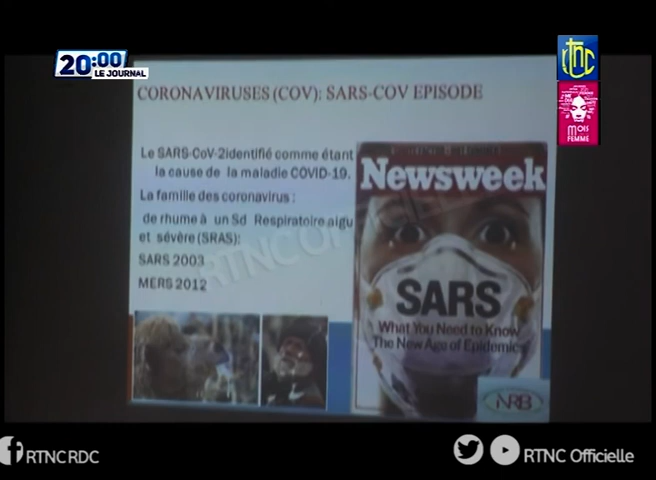 20:00
LE JOURNAL
rtnc
MOIS
FEMME
CORONAVIRUSES (COV): SARS-COV EPISODE
Le SARS-CoV-2identifié comme étant
la cause de la maladie COVID-19.
La famille des coronavirus :
de rhume à un Sd Respiratoire aigu
et sévère (SRAS):
SARS 2003
MERS 2012
Newsweek
SARS
What You Need to Know
The New Age of Epidemics
INRB
RTNC OFFICIELLE
RTNCRDC
RTNC Officielle